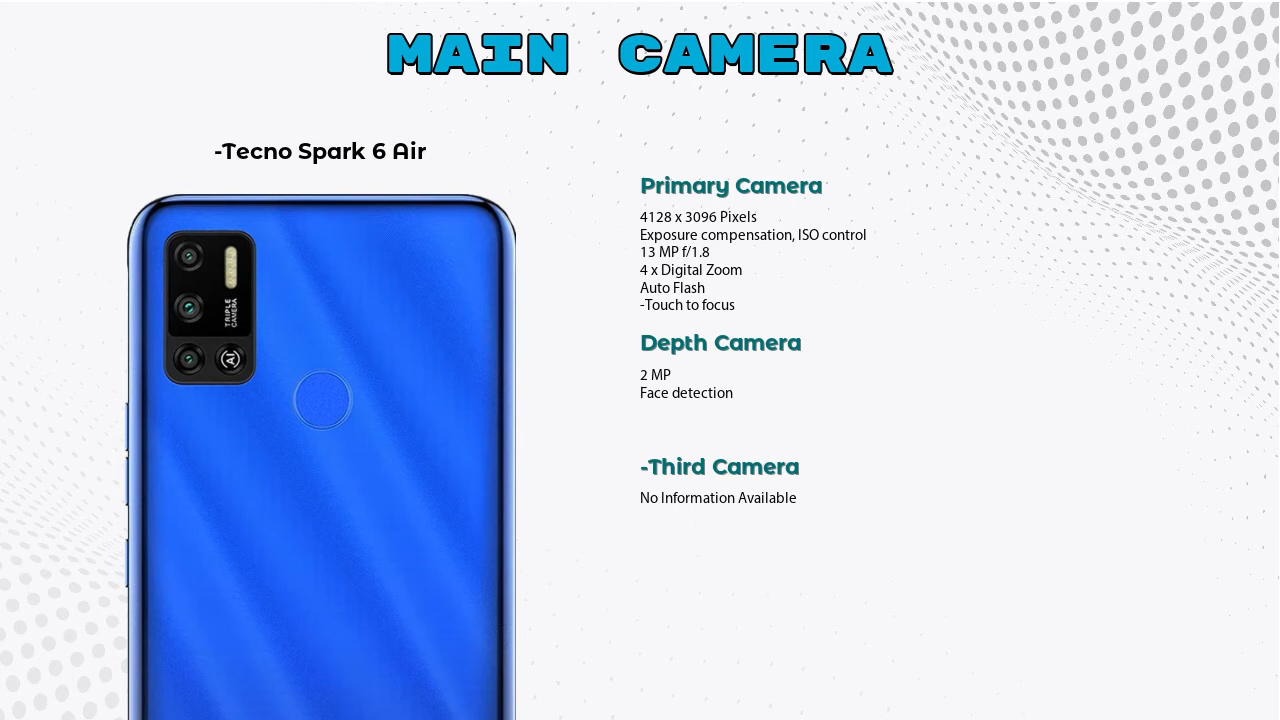 MAIN CAMERA
-Tecno Spark 6 Air
TRIPLE
CAMERA
AI
Primary Camera
4128 x 3096 Pixels
Exposure compensation, ISO control
13 MP f/1.8
4 x Digital Zoom
Auto Flash
-Touch to focus
Depth Camera
2 MP
Face detection
-Third Camera
No Information Available